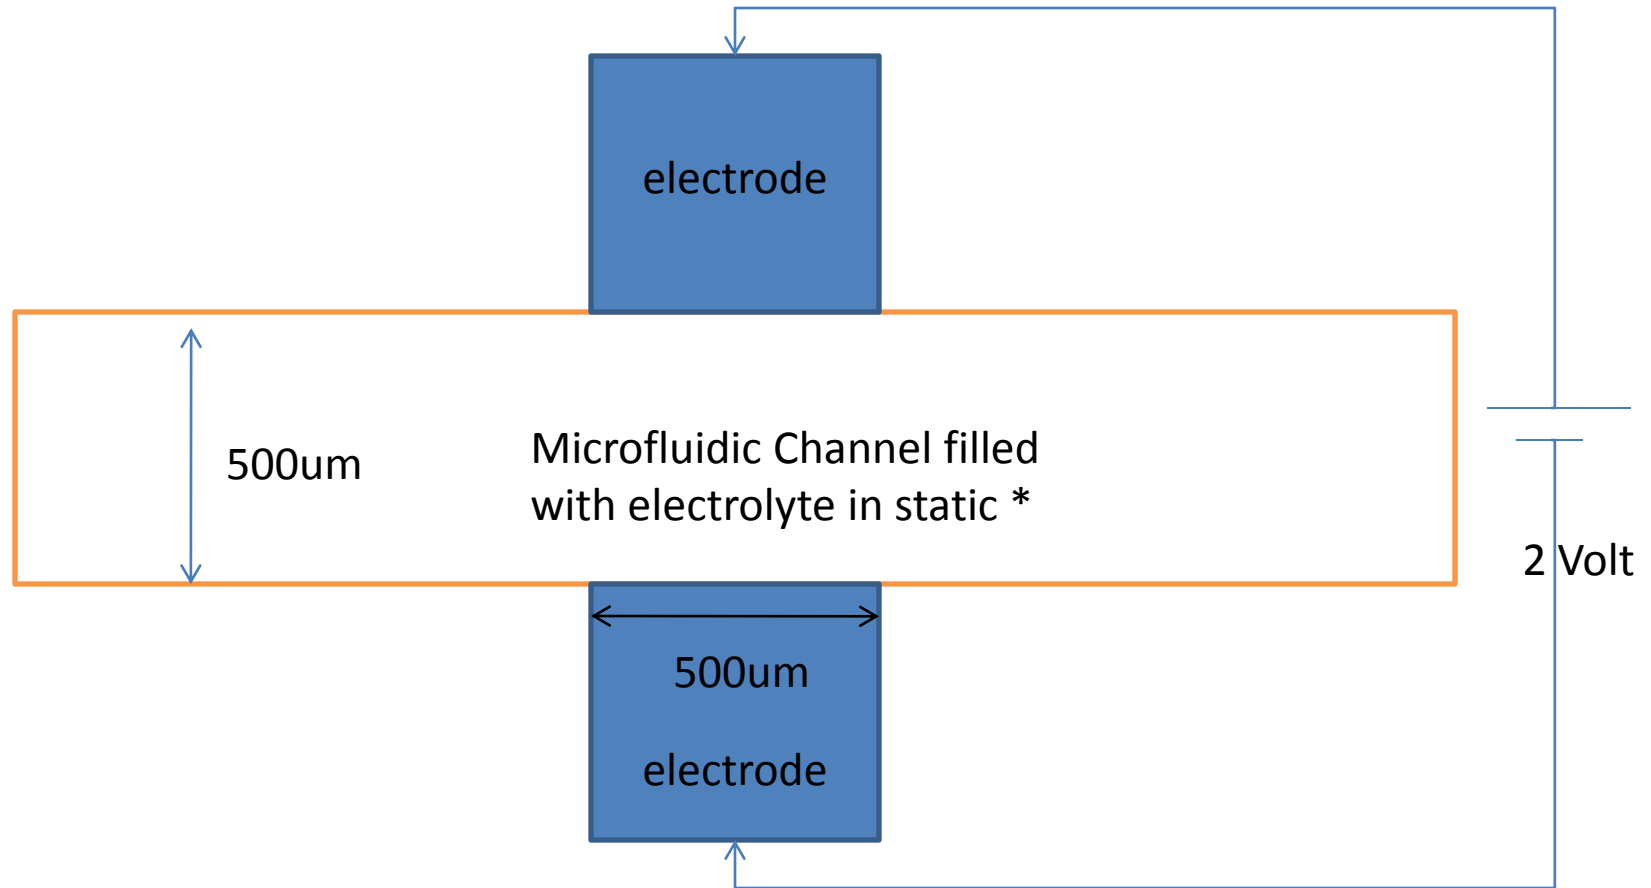 electrode
500um
Microfluidic Channel filled
with electrolyte in static *
2 Volt
500um
electrode